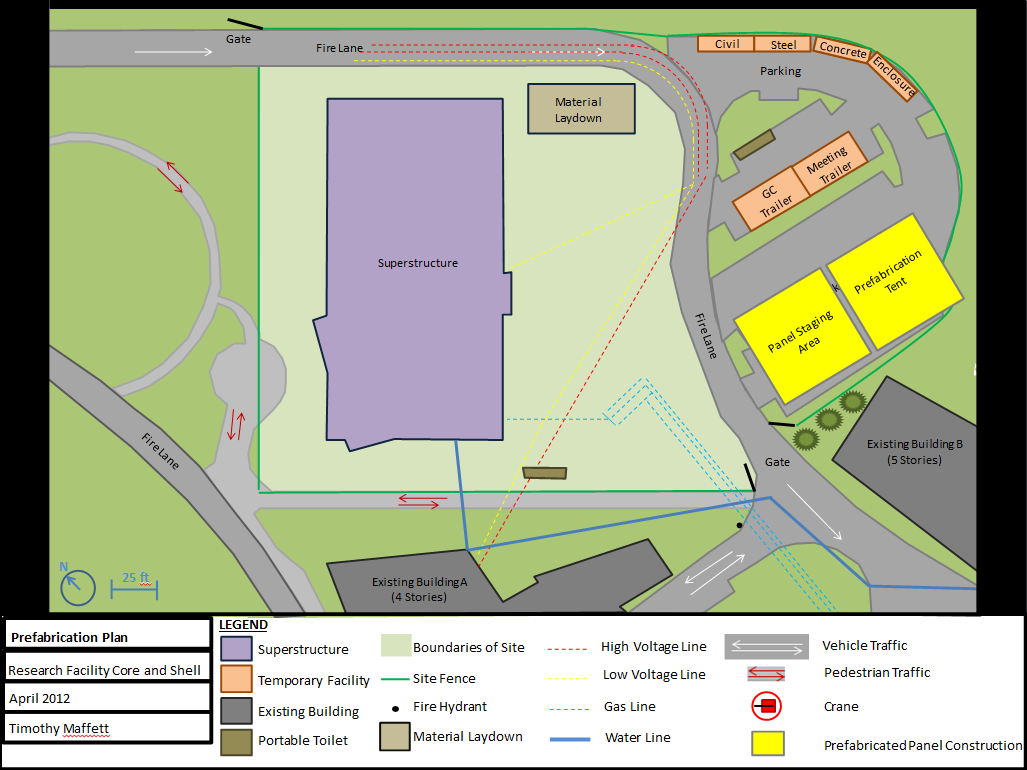 Gate
Fire Lane
Civil
Steel
Concrete
Enclosure
Parking
Material
Laydown
GC
Trailer
Meeting
Trailer
Superstructure
Prefabrication
Tent
k
Panel Staging
Area
Fire Lane
Fire Lane
Existing Building B
(5 Stories)
Gate
N
25 ft
Existing Building A
(4 Stories)
Prefabrication Plan
Research Facility Core and Shell
April 2012
Timothy Maffett
LEGEND
Superstructure
Temporary Facility
Existing Building
Portable Toilet
Boundaries of Site
Site Fence
Fire Hydrant
Material Laydown
High Voltage Line
Low Voltage Line
Gas Line
Water Line
Vehicle Traffic
Pedestrian Traffic
Crane
Prefabricated Panel Construction